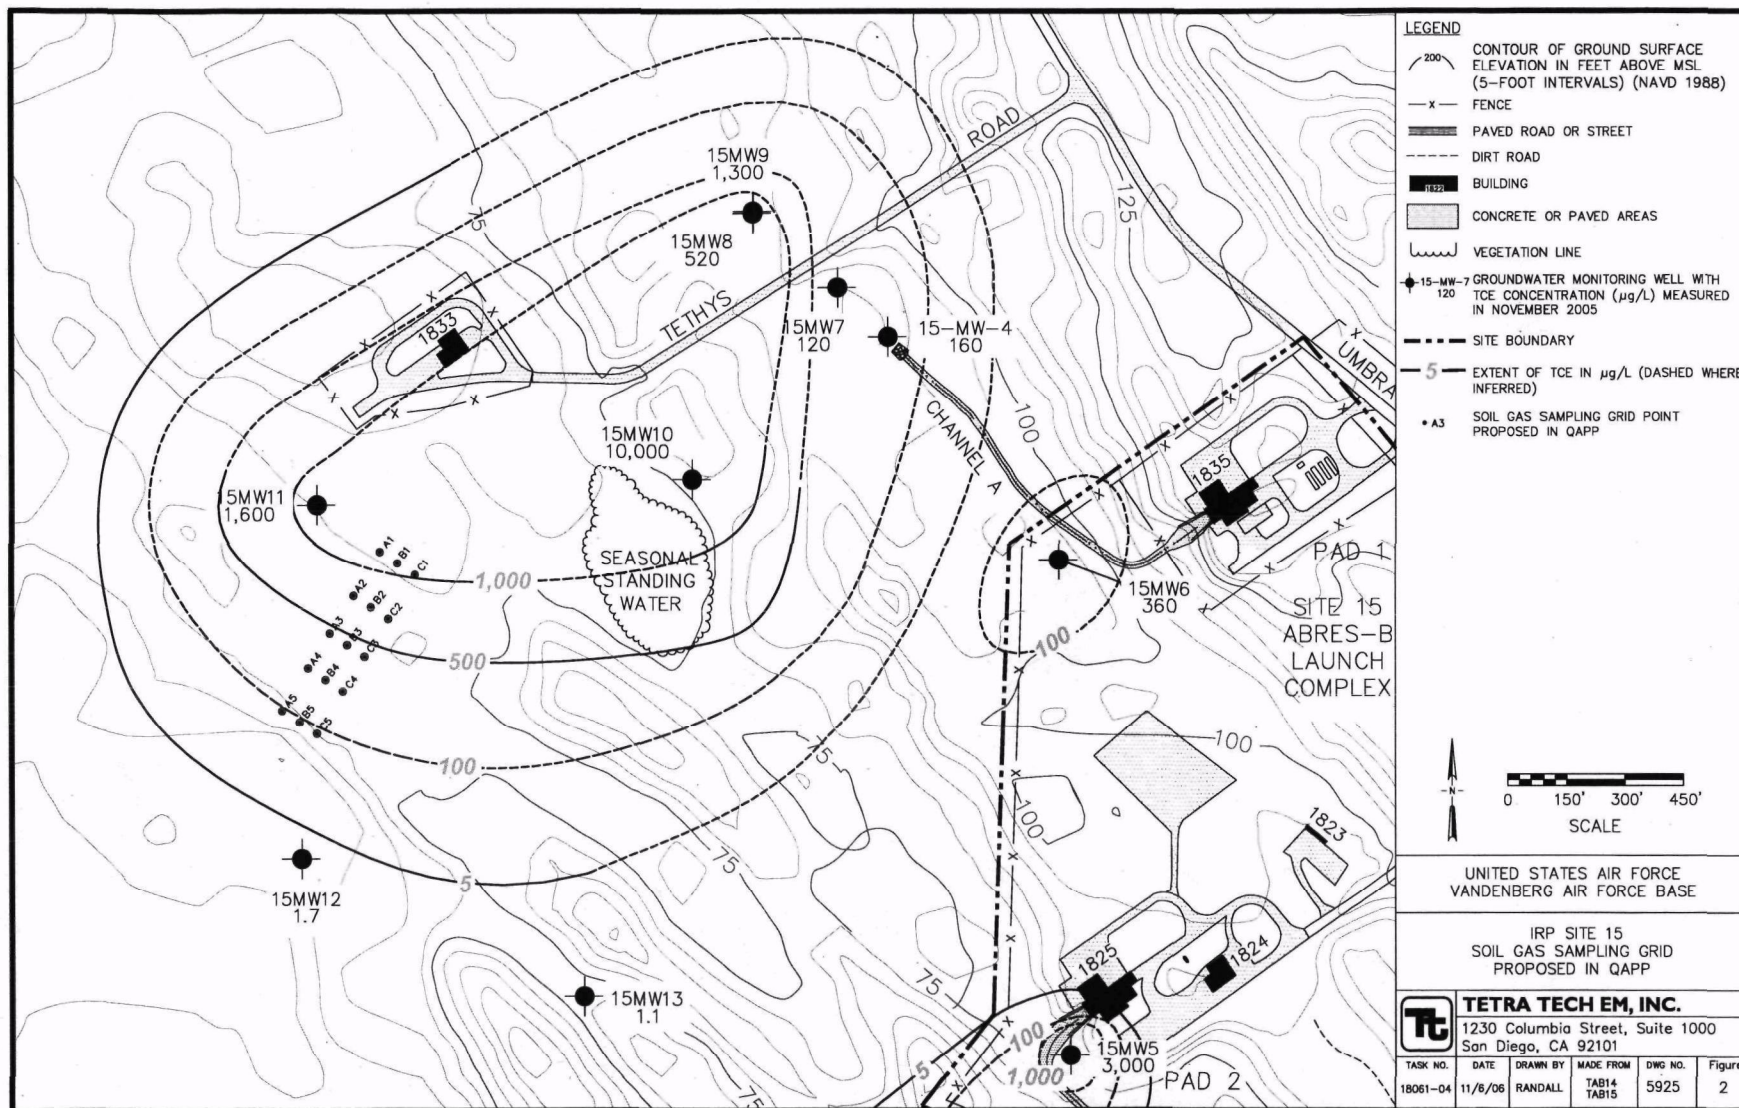 15MW9
1,300
15MW8
520
ROAD
TETHYS
75
125
1833
15MW7
120
15-MW-4
160
CHANNEL A
100
UMBRA
15MW10
10,000
15MW11
1,600
1835
PAD 1
A1
B1
C1
A2
B2
C2
A3
B3
C3
A4
B4
C4
A5
B5
C5
1,000
SEASONAL
STANDING
WATER
500
100
5
15MW6
360
100
SITE 15
ABRES-B
LAUNCH
COMPLEX
100
100
75
75
75
75
15MW12
1.7
15MW13
1.1
1823
1824
1825
5
100
1,000
15MW5
3,000
PAD 2
LEGEND
200
CONTOUR OF GROUND SURFACE
ELEVATION IN FEET ABOVE MSL
(5-FOOT INTERVALS) (NAVD 1988)
x FENCE
PAVED ROAD OR STREET
DIRT ROAD
1822 BUILDING
CONCRETE OR PAVED AREAS
VEGETATION LINE
15-MW-7 GROUNDWATER MONITORING WELL WITH
120 TCE CONCENTRATION (µg/L) MEASURED
IN NOVEMBER 2005
SITE BOUNDARY
5 EXTENT OF TCE IN µg/L (DASHED WHERE
INFERRED)
A3 SOIL GAS SAMPLING GRID POINT
PROPOSED IN QAPP
N
0 150' 300' 450'
SCALE
UNITED STATES AIR FORCE
VANDENBERG AIR FORCE BASE
IRP SITE 15
SOIL GAS SAMPLING GRID
PROPOSED IN QAPP
Tt
TETRA TECH EM, INC.
1230 Columbia Street, Suite 1000
San Diego, CA 92101
TASK NO. DATE DRAWN BY MADE FROM DWG NO. Figure
18061-04 11/6/06 RANDALL TAB14 5925 2
TAB15